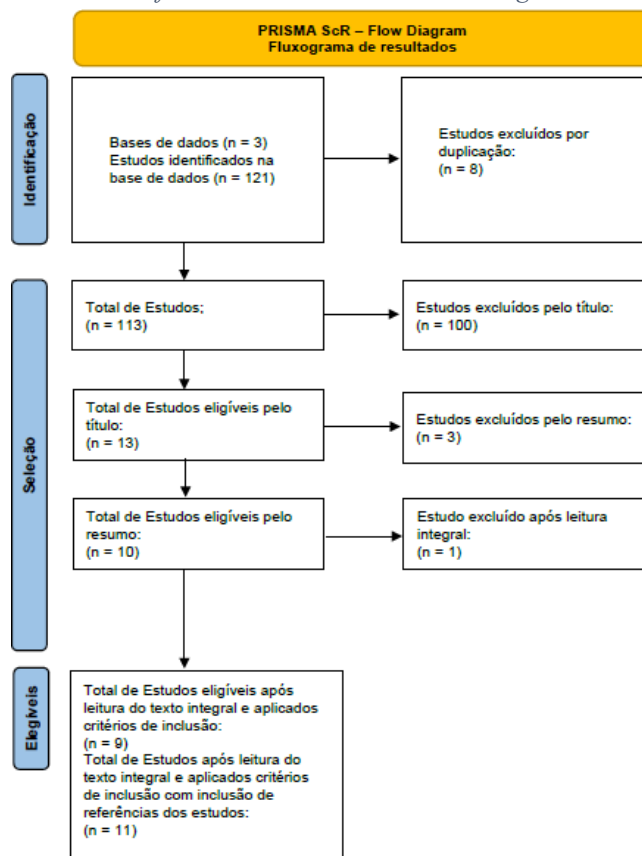 PRISMA ScR – Flow Diagram
Fluxograma de resultados
Identificação
Bases de dados (n = 3)
Estudos identificados na
base de dados (n = 121)
Estudos excluídos por
duplicação:
(n = 8)
Seleção
Total de Estudos;
(n = 113)
Estudos excluídos pelo título:
(n = 100)
Total de Estudos eligíveis pelo
título:
(n = 13)
Estudos excluídos pelo resumo:
(n = 3)
Total de Estudos eligíveis pelo
resumo:
(n = 10)
Estudo excluído após leitura
integral:
(n = 1)
Elegíveis
Total de Estudos eligíveis após
leitura do texto integral e aplicados
critérios de inclusão:
(n = 9)
Total de Estudos após leitura do
texto integral e aplicados critérios
de inclusão com inclusão de
referências dos estudos:
(n = 11)